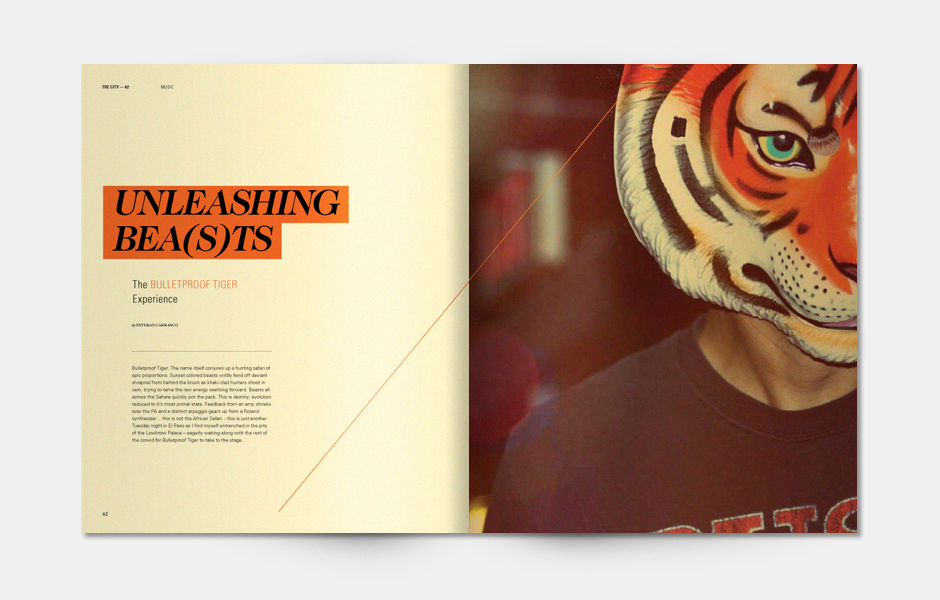 THE CITY — 62 MUSIC
UNLEASHING
BEA(S)TS
The BULLETPROOF TIGER
Experience
by ESTEBAN CARRASCO
Bulletproof Tiger. The name itself conjures up a hunting safari of
epic proportions. Sunset colored beasts wildly fend off deviant
shrapnel from behind the brush as khaki-clad hunters shoot in
vein, trying to tame the raw energy seething forward. Beasts all
across the Sahara quickly join the pack. This is destiny; evolution
reduced to it's most primal state. Feedback from an amp shrieks
over the PA and a distinct arpeggio gears up from a Roland
synthesizer... this is not the African Safari. - this is just another
Tuesday night in El Paso as I find myself entrenched in the pits
of the Lowbrow Palace – eagerly waiting along with the rest of
the crowd for Bulletproof Tiger to take to the stage.
62